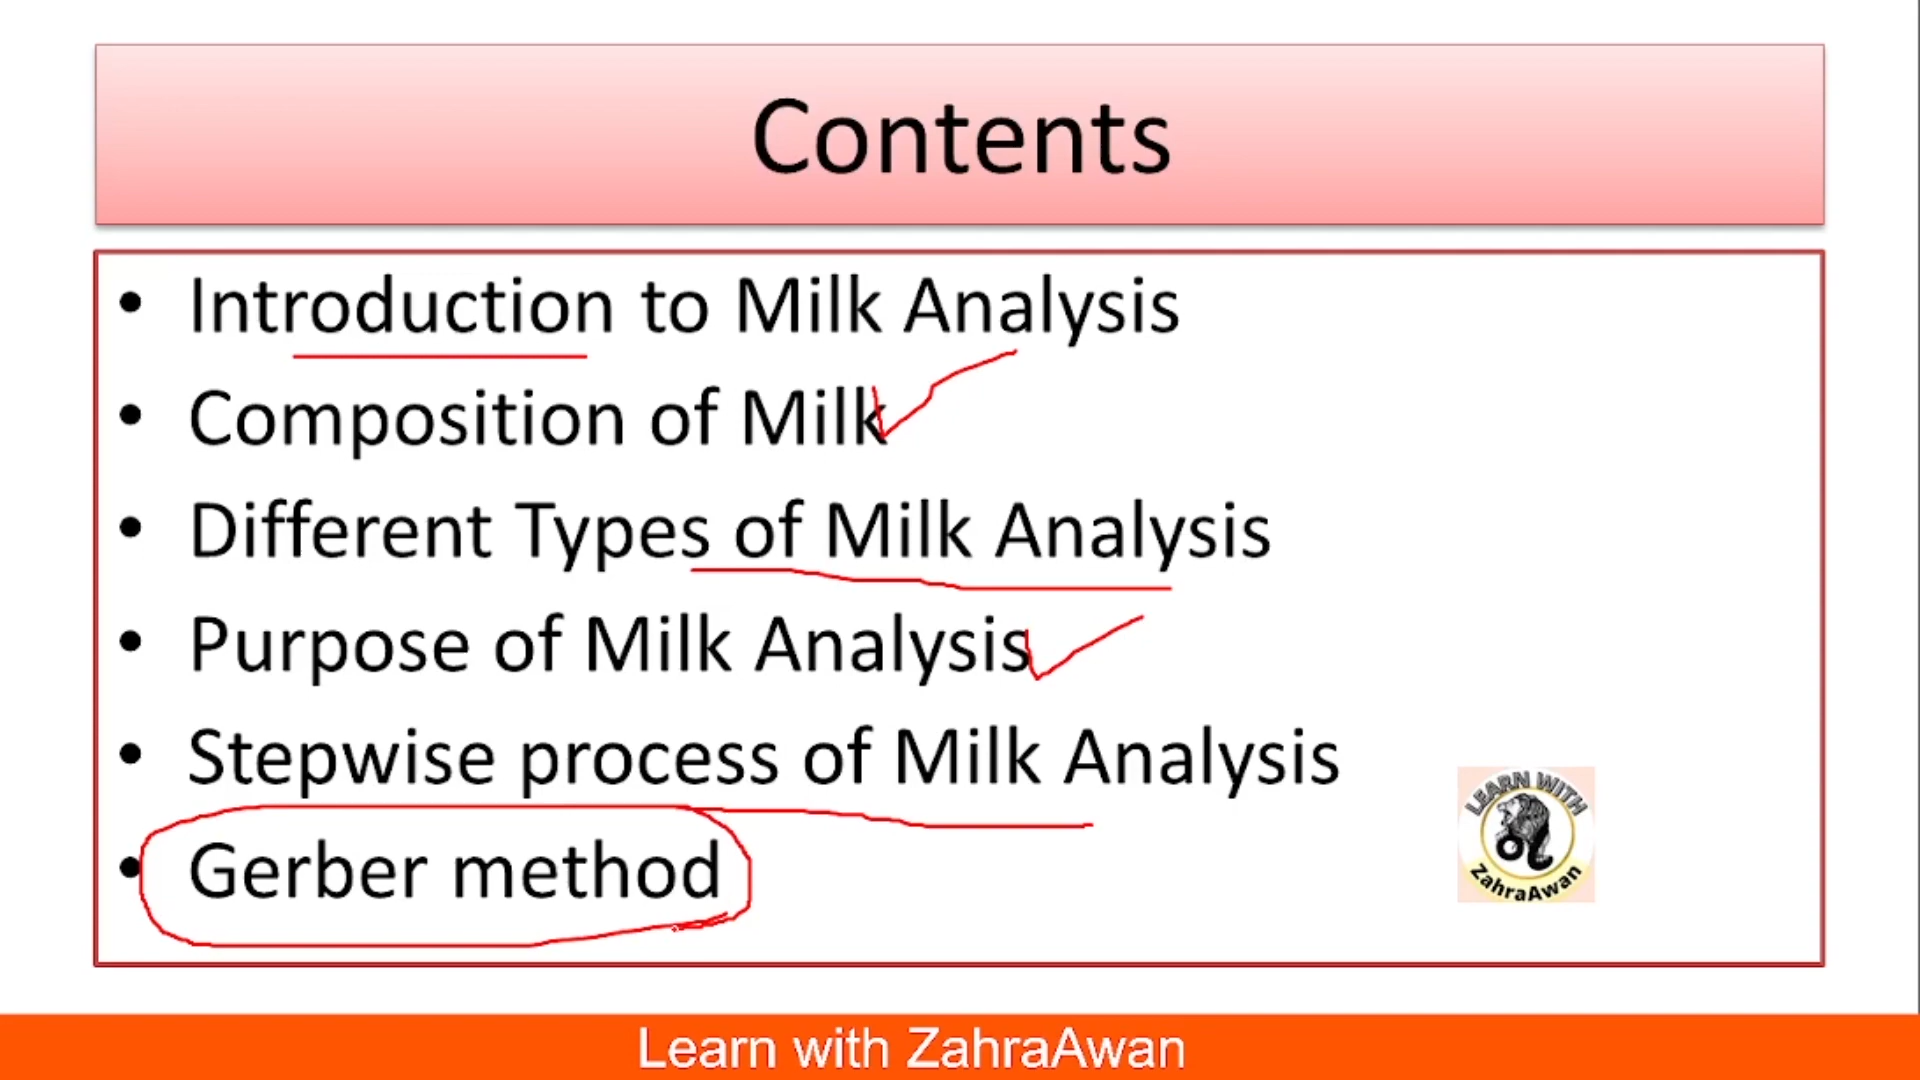 Contents
• Introduction to Milk Analysis
• Composition of Milk
• Different Types of Milk Analysis
• Purpose of Milk Analysis
• Stepwise process of Milk Analysis
• Gerber method
LEARN WITH
ZahraAwan
Learn with ZahraAwan